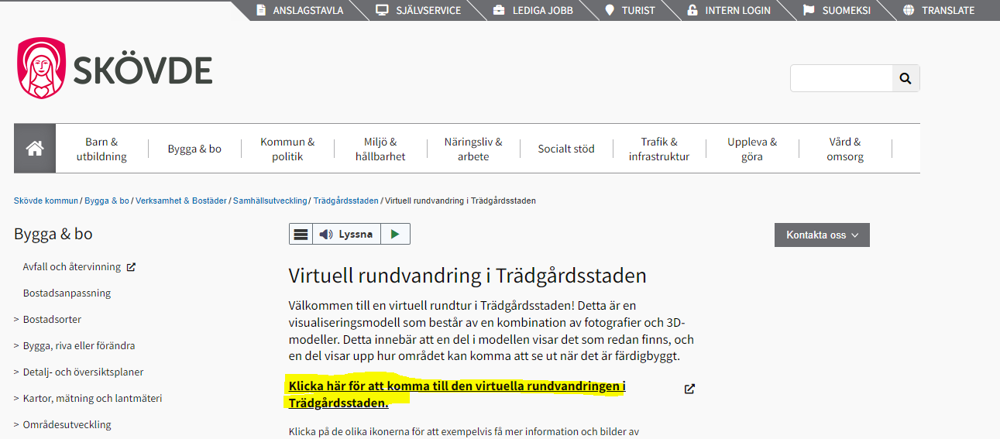 ANSLAGSTAVLA SJÄLVSERVICE LEDIGA JOBB TURIST INTERN LOGIN SUOMEKSI TRANSLATE
SKÖVDE
Barn & utbildning
Bygga & bo
Kommun & politik
Miljö & hållbarhet
Näringsliv & arbete
Socialt stöd
Trafik & infrastruktur
Uppleva & göra
Vård & omsorg
Skövde kommun / Bygga & bo / Verksamhet & Bostäder / Samhällsutveckling / Trädgårdsstaden / Virtuell rundvandring i Trädgårdsstaden
Bygga & bo
Avfall och återvinning
Bostadsanpassning
> Bostadsorter
> Bygga, riva eller förändra
> Detalj- och översiktsplaner
> Kartor, mätning och lantmäteri
> Områdesutveckling
Lyssna
Kontakta oss
Virtuell rundvandring i Trädgårdsstaden
Välkommen till en virtuell rundtur i Trädgårdsstaden! Detta är en
visualiseringsmodell som består av en kombination av fotografier och 3D-
modeller. Detta innebär att en del i modellen visar det som redan finns, och
en del visar upp hur området kan komma att se ut när det är färdigbyggt.
Klicka här för att komma till den virtuella rundvandringen i
Trädgårdsstaden.
Klicka på de olika ikonerna för att exempelvis få mer information och bilder av